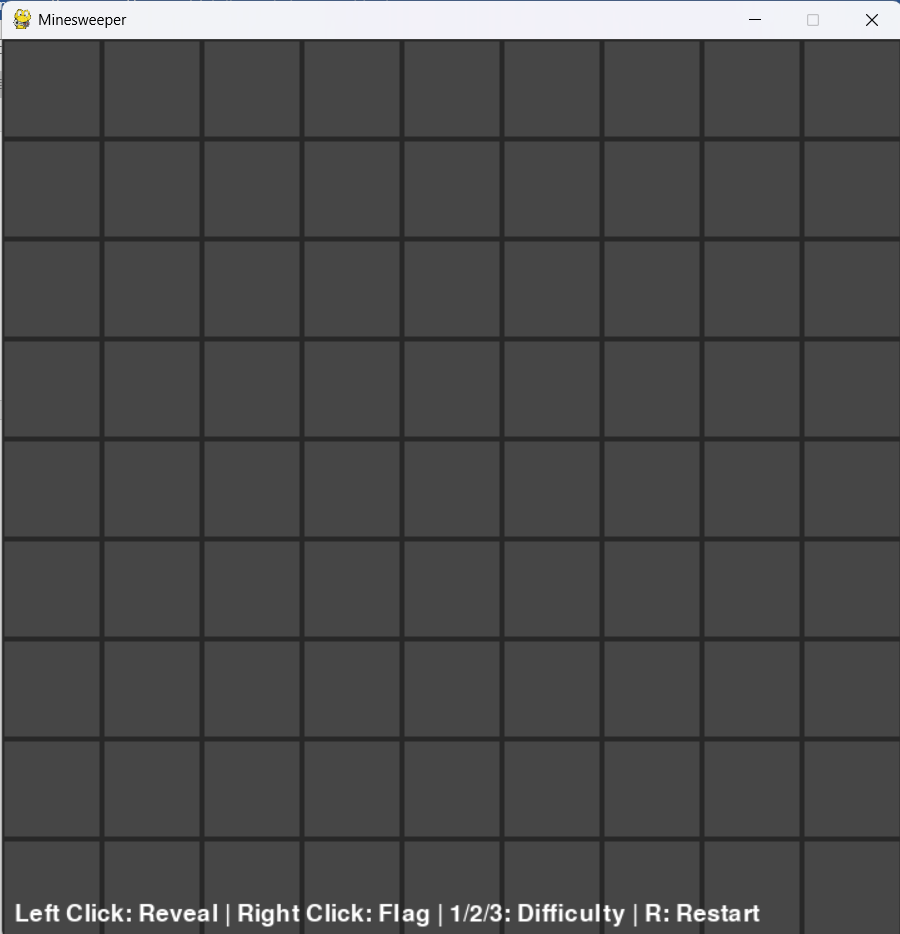 Minesweeper
Left Click: Reveal | Right Click: Flag | 1/2/3: Difficulty | R: Restart